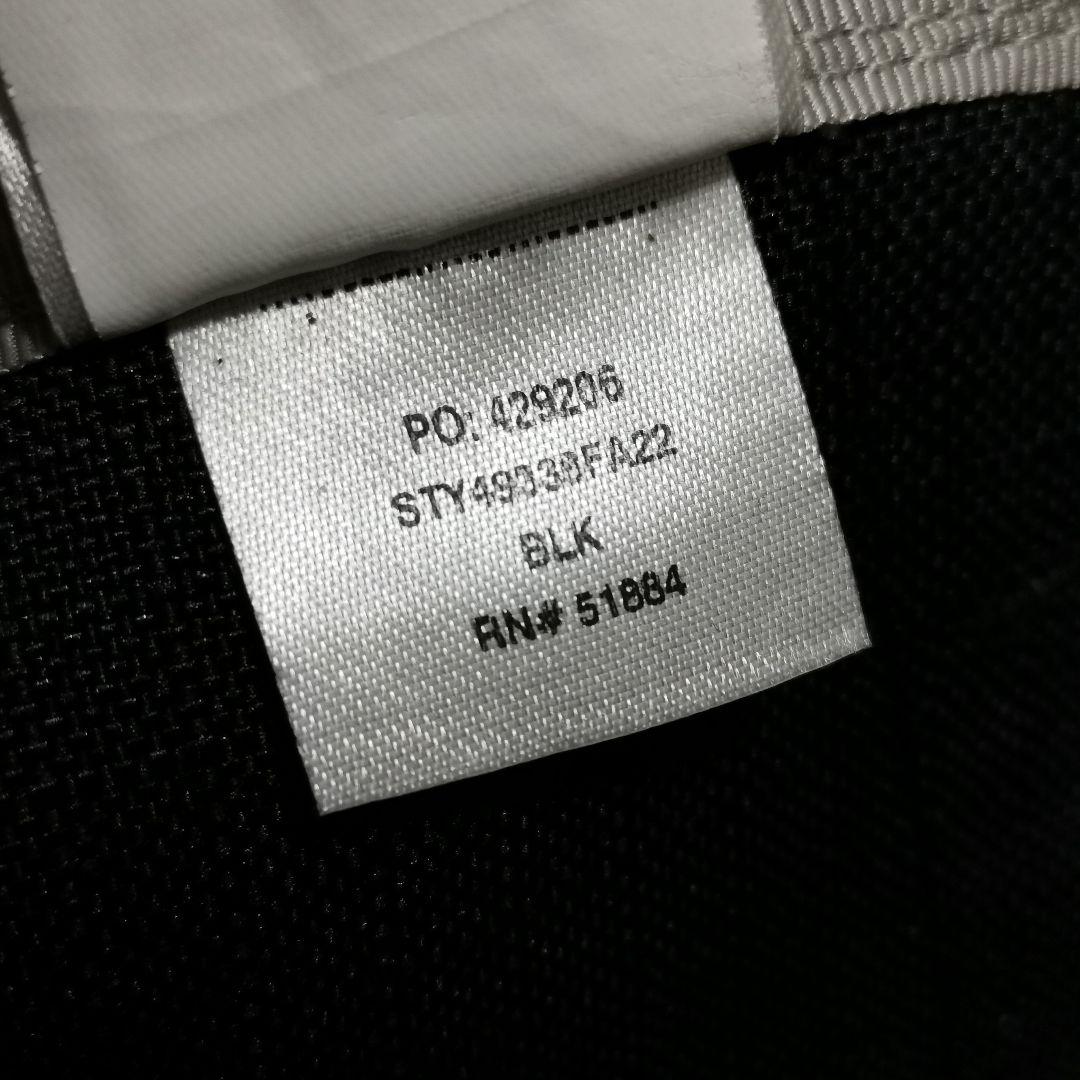 PO: 429206
STY49338FA22
BLK
RN# 51884